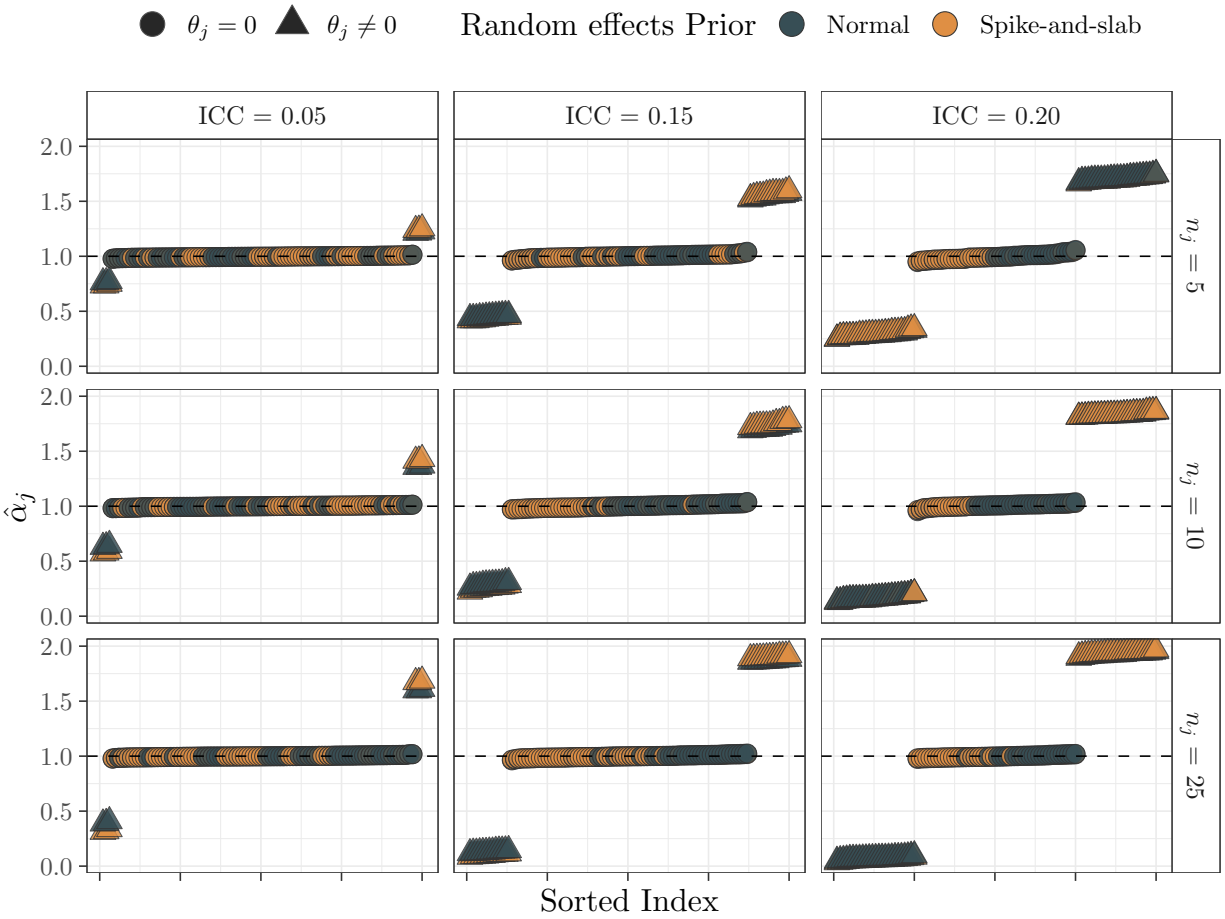 θj = 0 θj ≠ 0 Random effects Prior Normal Spike-and-slab
ICC = 0.05 ICC = 0.15 ICC = 0.20
2.0
1.5
1.0
0.5
0.0
nj = 5
2.0
1.5
1.0
0.5
0.0
nj = 10
2.0
1.5
1.0
0.5
0.0
nj = 25
α̂j
Sorted Index